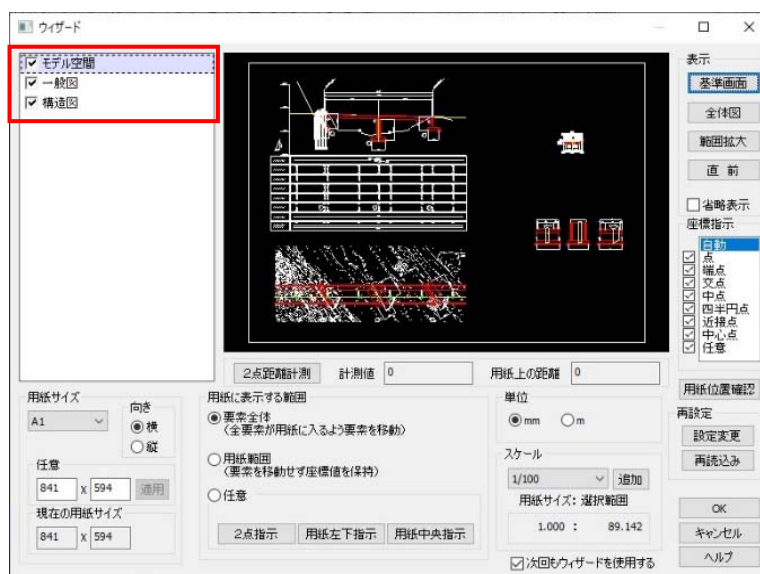 ウィザード
モデル空間
一般図
構造図
表示
基準画面
全体図
範囲拡大
直 前
省略表示
座標指示
自動
点
端点
交点
中点
四半円点
近接点
中心点
任意
2点距離計測 計測値 0 用紙上の距離 0
用紙位置確認
再設定
設定変更
再読込み
OK
キャンセル
ヘルプ
用紙サイズ
A1
向き
横
縦
任意
841 x 594 適用
現在の用紙サイズ
841 x 594
用紙に表示する範囲
要素全体
(全要素が用紙に入るよう要素を移動)
用紙範囲
(要素を移動せず座標値を保持)
任意
2点指示 用紙左下指示 用紙中央指示
単位
mm m
スケール
1/100 追加
用紙サイズ: 選択範囲
1.000 : 89.142
次回もウィザードを使用する